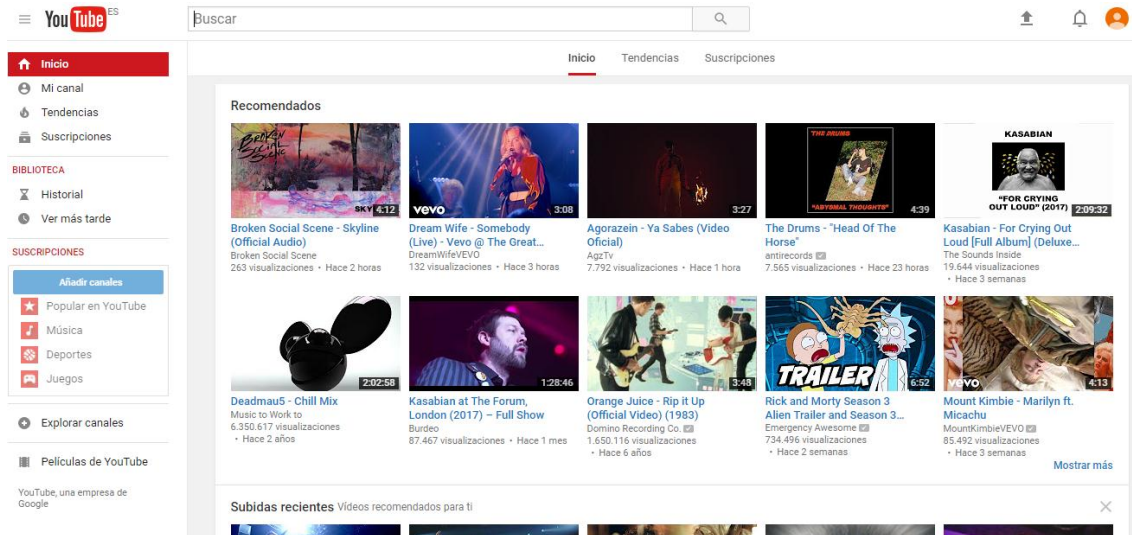 YouTube ES
Buscar
Inicio
Mi canal
Tendencias
Suscripciones
BIBLIOTECA
Historial
Ver más tarde
SUSCRIPCIONES
Añadir canales
Popular en YouTube
Música
Deportes
Juegos
Explorar canales
Películas de YouTube
YouTube, una empresa de
Google
Inicio Tendencias Suscripciones
Recomendados
BROKEN
SOCIAL
SCENE
SKY
4:12
Broken Social Scene - Skyline
(Official Audio)
Broken Social Scene
263 visualizaciones • Hace 2 horas
vevo
3:08
Dream Wife - Somebody
(Live) - Vevo @ The Great...
DreamWifeVEVO
132 visualizaciones • Hace 3 horas
3:27
Agorazein - Ya Sabes (Video
Oficial)
AgzTv
7.792 visualizaciones • Hace 1 hora
THE DRUMS
"ABYSMAL THOUGHTS"
4:39
The Drums - "Head Of The
Horse"
antirecords
7.565 visualizaciones • Hace 23 horas
KASABIAN
"FOR CRYING
OUT LOUD" (2017)
2:09:32
Kasabian - For Crying Out
Loud [Full Album] (Deluxe...
The Sounds Inside
19.644 visualizaciones
• Hace 3 semanas
2:02:58
Deadmau5 - Chill Mix
Music to Work to
6.350.617 visualizaciones
• Hace 2 años
1:28:46
Kasabian at The Forum,
London (2017) – Full Show
Burdeo
87.467 visualizaciones • Hace 1 mes
3:48
Orange Juice - Rip it Up
(Official Video) (1983)
Domino Recording Co.
1.650.116 visualizaciones
• Hace 6 años
TRAILER
6:52
Rick and Morty Season 3
Alien Trailer and Season 3...
Emergency Awesome
734.496 visualizaciones
• Hace 2 semanas
vevo
4:13
Mount Kimbie - Marilyn ft.
Micachu
MountKimbieVEVO
85.492 visualizaciones
• Hace 3 semanas
Mostrar más
Subidas recientes Vídeos recomendados para ti